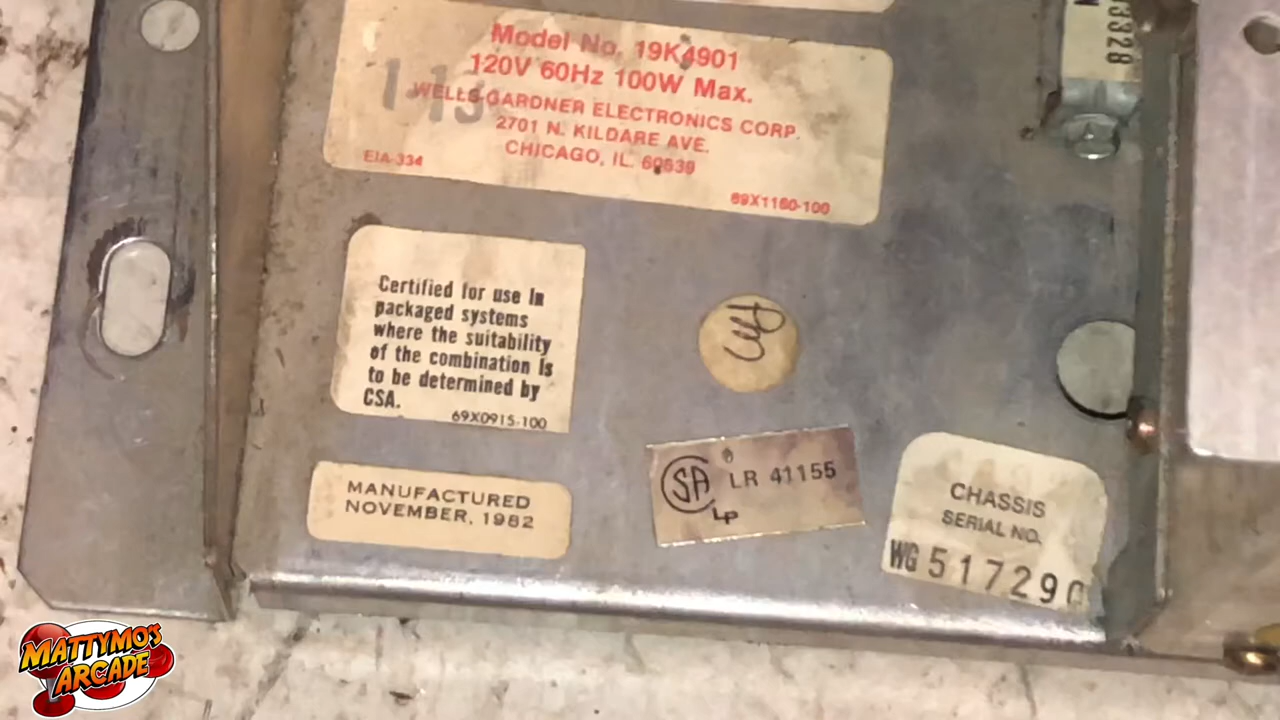 Model No. 19K4901
120V 60Hz 100W Max.
WELLS-GARDNER ELECTRONICS CORP.
2701 N. KILDARE AVE.
CHICAGO, IL. 60639
EIA-334
69X1160-100
3328
Certified for use in
packaged systems
where the suitability
of the combination is
to be determined by
CSA.
69X0915-100
MANUFACTURED
NOVEMBER, 1982
SA ® LR 41155
LP
CHASSIS
SERIAL NO.
WG 517290
MATTYMO'S
ARCADE